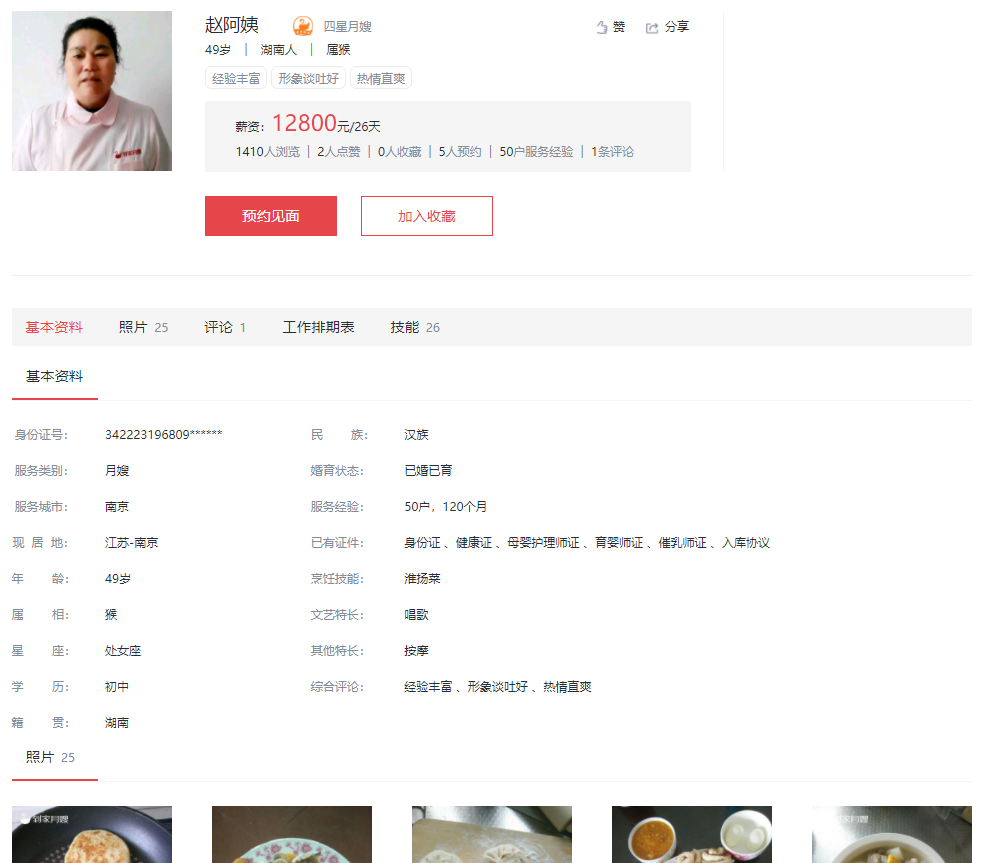 赵阿姨 四星月嫂 赞 分享
49岁 | 湖南人 | 属猴
经验丰富 形象谈吐好 热情直爽
薪资：12800元/26天
1410人浏览 | 2人点赞 | 0人收藏 | 5人预约 | 50户服务经验 | 1条评论
预约见面 加入收藏
基本资料 照片 25 评论 1 工作排期表 技能 26
基本资料
身份证号： 342223196809****** 民 族： 汉族
服务类别： 月嫂 婚育状态： 已婚已育
服务城市： 南京 服务经验： 50户，120个月
现 居 地： 江苏-南京 已有证件： 身份证 、健康证 、母婴护理师证 、育婴师证 、催乳师证 、入库协议
年 龄： 49岁 烹饪技能： 淮扬菜
属 相： 猴 文艺特长： 唱歌
星 座： 处女座 其他特长： 按摩
学 历： 初中 综合评论： 经验丰富 、形象谈吐好 、热情直爽
籍 贯： 湖南
照片 25
到家月嫂